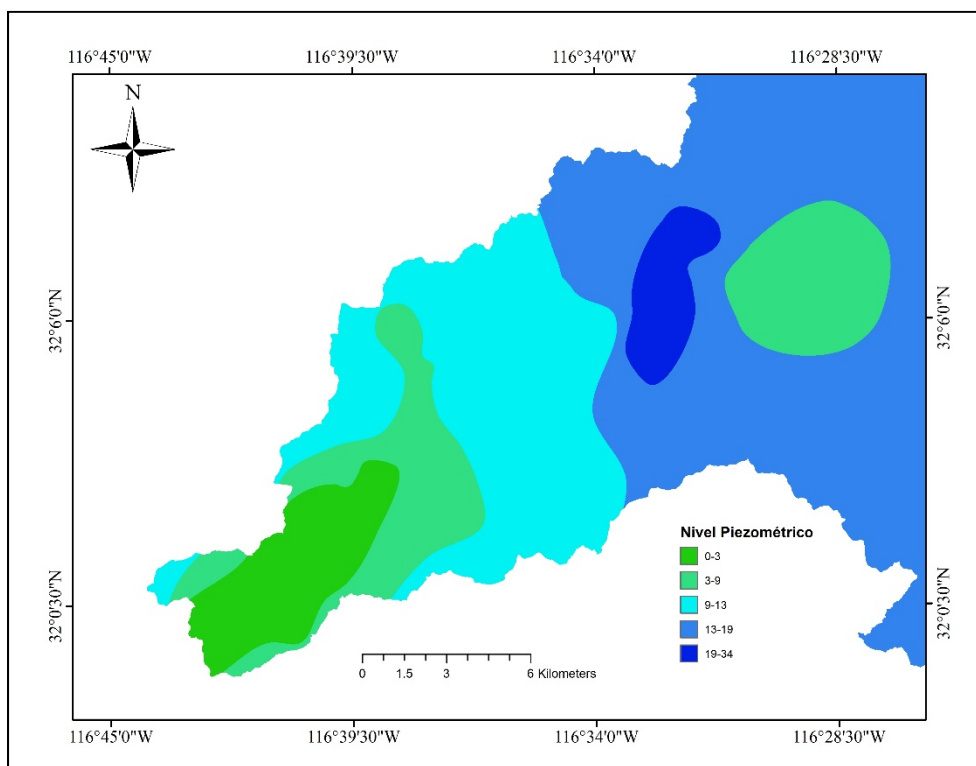 116°45'0"W 116°39'30"W 116°34'0"W 116°28'30"W
N
32°6'0"N 32°6'0"N
Nivel Piezométrico
0-3
3-9
9-13
13-19
19-34
32°0'30"N 32°0'30"N
0 1.5 3 6 Kilometers
116°45'0"W 116°39'30"W 116°34'0"W 116°28'30"W